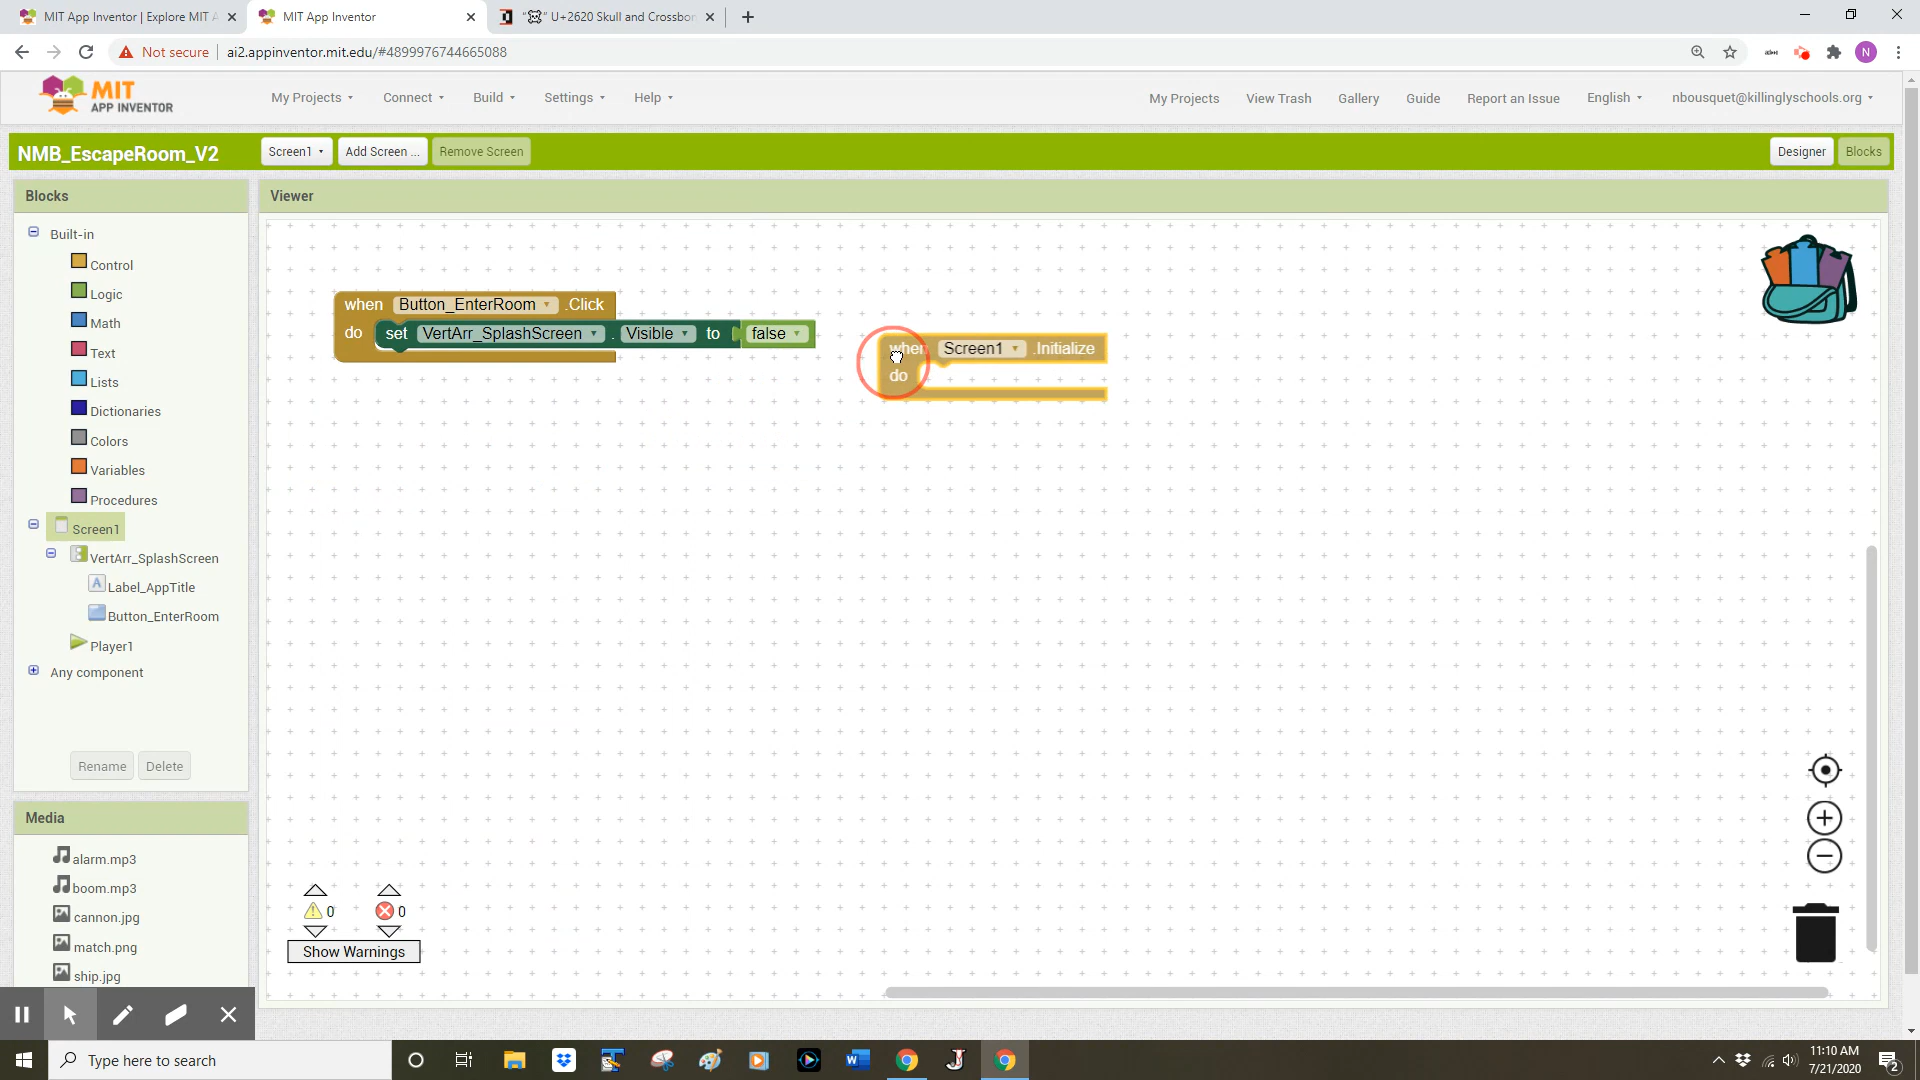 MIT App Inventor | Explore MIT A
MIT App Inventor
"☠" U+2620 Skull and Crossbon
Not secure | ai2.appinventor.mit.edu/#4899976744665088
N
MIT
APP INVENTOR
My Projects Connect Build Settings Help
My Projects View Trash Gallery Guide Report an Issue English nbousquet@killinglyschools.org
NMB_EscapeRoom_V2
Screen1 Add Screen ... Remove Screen
Designer Blocks
Blocks
Viewer
Built-in
Control
Logic
Math
Text
Lists
Dictionaries
Colors
Variables
Procedures
Screen1
VertArr_SplashScreen
Label_AppTitle
Button_EnterRoom
Player1
Any component
Rename Delete
Media
alarm.mp3
boom.mp3
cannon.jpg
match.png
ship.jpg
when Button_EnterRoom .Click
do set VertArr_SplashScreen . Visible to false
when Screen1 .Initialize
do
0 0
Show Warnings
Type here to search
11:10 AM
7/21/2020
2